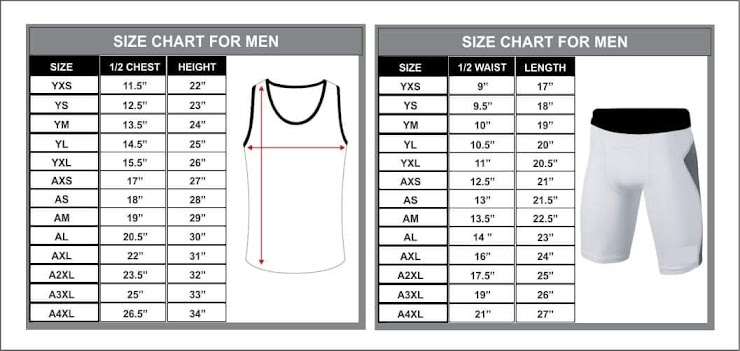 SIZE CHART FOR MEN
SIZE 1/2 CHEST HEIGHT
YXS 11.5” 22”
YS 12.5” 23”
YM 13.5” 24”
YL 14.5” 25”
YXL 15.5” 26”
AXS 17” 27”
AS 18” 28”
AM 19” 29”
AL 20.5” 30”
AXL 22” 31”
A2XL 23.5” 32”
A3XL 25” 33”
A4XL 26.5” 34”
SIZE CHART FOR MEN
SIZE 1/2 WAIST LENGTH
YXS 9” 17”
YS 9.5” 18”
YM 10” 19”
YL 10.5” 20”
YXL 11” 20.5”
AXS 12.5” 21”
AS 13” 21.5”
AM 13.5” 22.5”
AL 14 ” 23”
AXL 16” 24”
A2XL 17.5” 25”
A3XL 19” 26”
A4XL 21” 27”